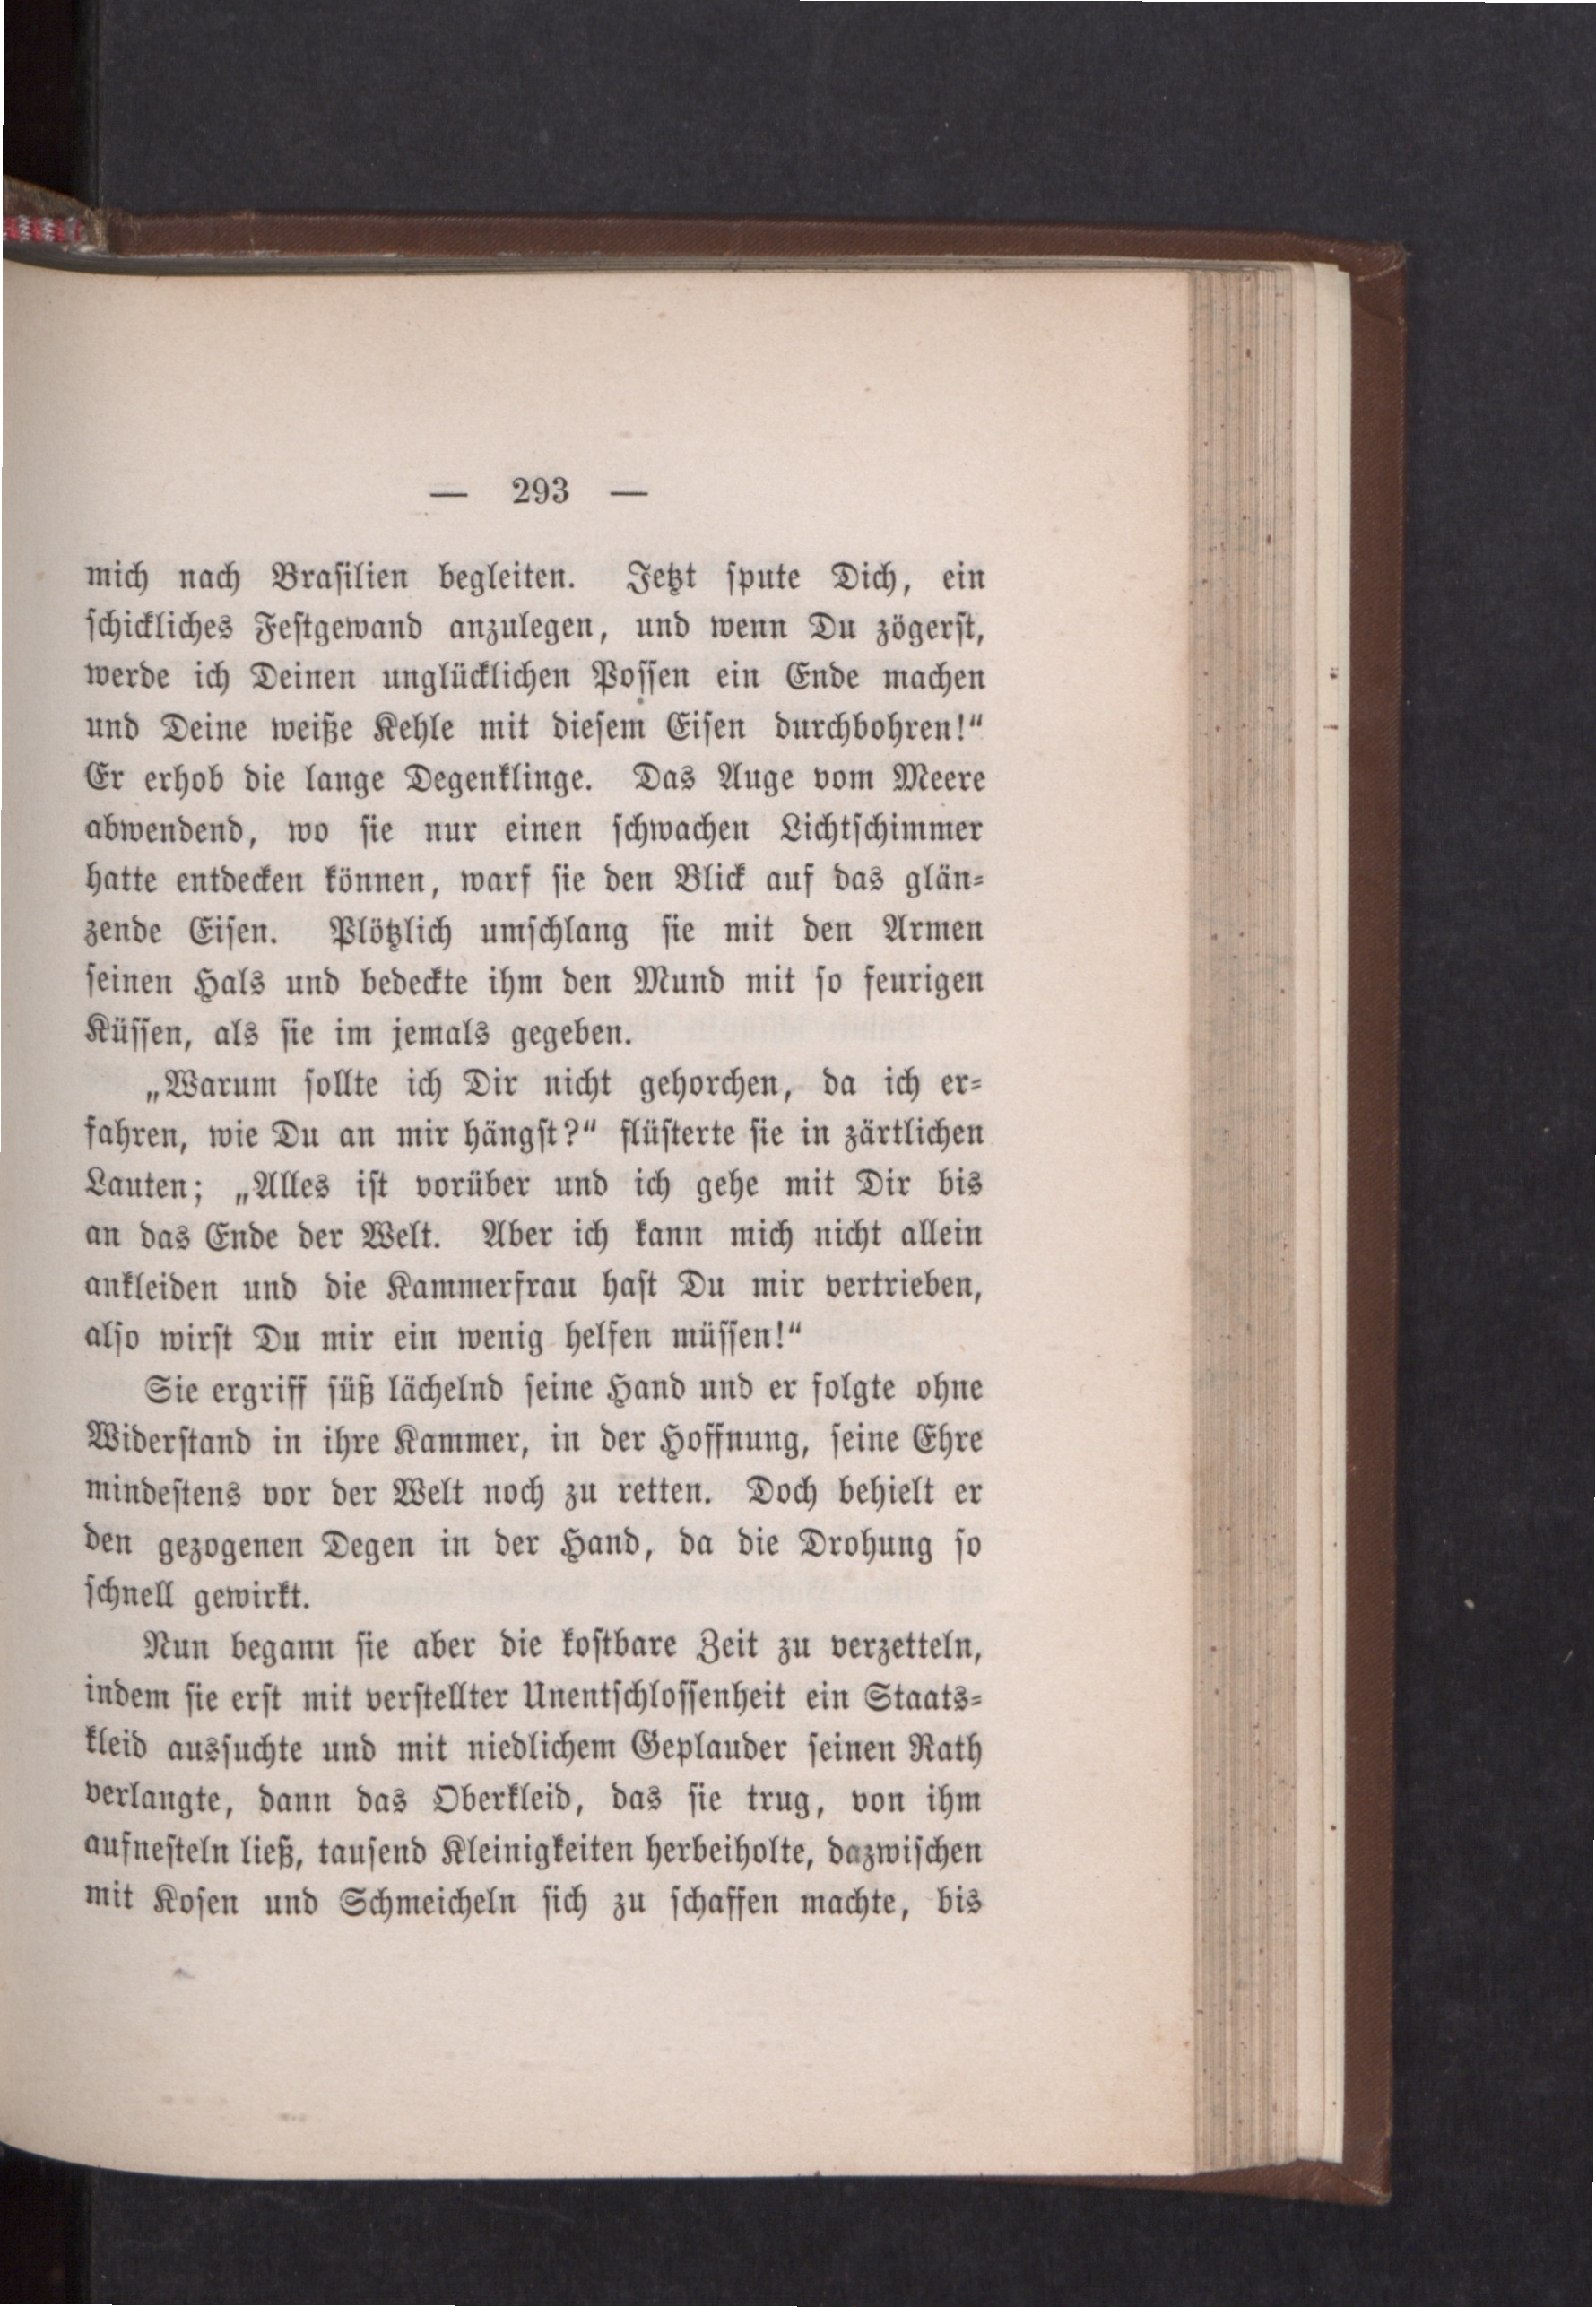 — 293 —
mich nach Brasilien begleiten. Jetzt spute Dich, ein
schickliches Festgewand anzulegen, und wenn Du zögerst,
werde ich Deinen unglücklichen Possen ein Ende machen
und Deine weiße Kehle mit diesem Eisen durchbohren!“
Er erhob die lange Degenklinge. Das Auge vom Meere
abwendend, wo sie nur einen schwachen Lichtschimmer
hatte entdecken können, warf sie den Blick auf das glän-
zende Eisen. Plötzlich umschlang sie mit den Armen
seinen Hals und bedeckte ihm den Mund mit so feurigen
Küssen, als sie im jemals gegeben.
„Warum sollte ich Dir nicht gehorchen, da ich er-
fahren, wie Du an mir hängst?“ flüsterte sie in zärtlichen
Lauten; „Alles ist vorüber und ich gehe mit Dir bis
an das Ende der Welt. Aber ich kann mich nicht allein
ankleiden und die Kammerfrau hast Du mir vertrieben,
also wirst Du mir ein wenig helfen müssen!“
Sie ergriff süß lächelnd seine Hand und er folgte ohne
Widerstand in ihre Kammer, in der Hoffnung, seine Ehre
mindestens vor der Welt noch zu retten. Doch behielt er
den gezogenen Degen in der Hand, da die Drohung so
schnell gewirkt.
Nun begann sie aber die kostbare Zeit zu verzetteln,
indem sie erst mit verstellter Unentschlossenheit ein Staats-
kleid aussuchte und mit niedlichem Geplauder seinen Rath
verlangte, dann das Oberkleid, das sie trug, von ihm
aufnesteln ließ, tausend Kleinigkeiten herbeiholte, dazwischen
mit Kosen und Schmeicheln sich zu schaffen machte, bis